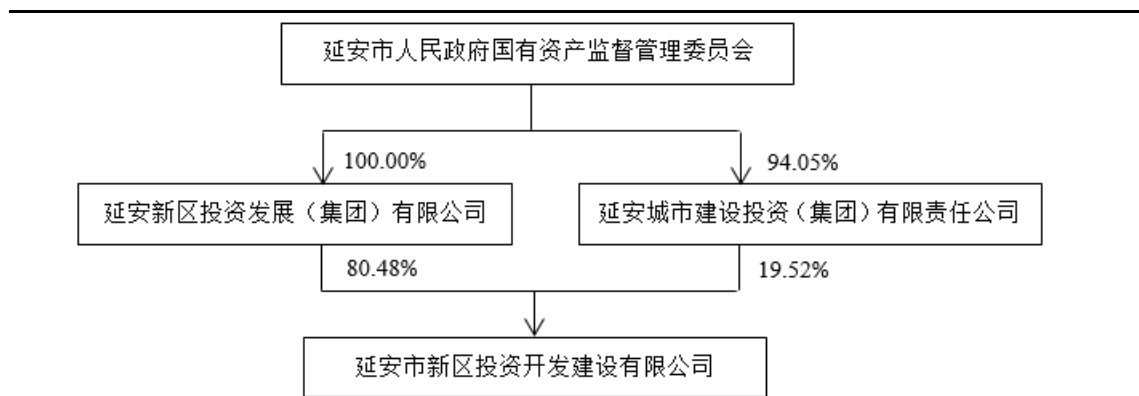 延安市人民政府国有资产监督管理委员会
100.00%
94.05%
延安新区投资发展（集团）有限公司
延安城市建设投资（集团）有限责任公司
80.48%
19.52%
延安市新区投资开发建设有限公司